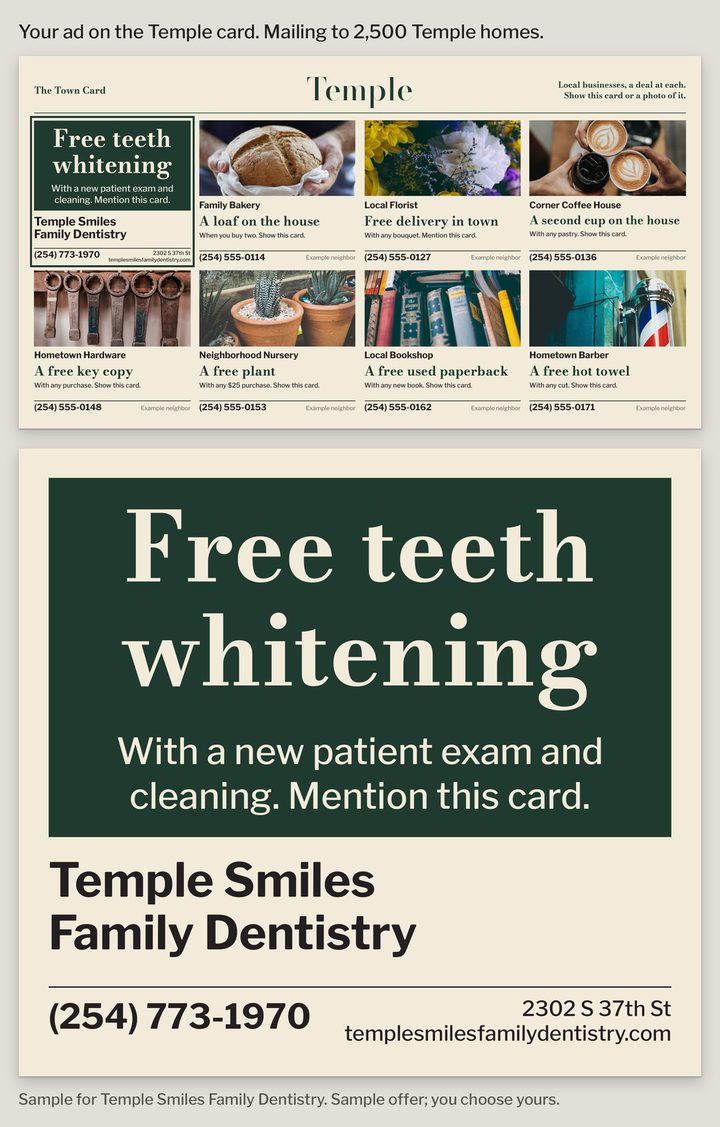 Your ad on the Temple card. Mailing to 2,500 Temple homes.
The Town Card
Temple
Local businesses, a deal at each.
Show this card or a photo of it.
Free teeth
whitening
With a new patient exam and
cleaning. Mention this card.
Temple Smiles
Family Dentistry
(254) 773-1970
2302 S 37th St
templesmilesfamilydentistry.com
Family Bakery
A loaf on the house
When you buy two. Show this card.
(254) 555-0114
Example neighbor
Local Florist
Free delivery in town
With any bouquet. Mention this card.
(254) 555-0127
Example neighbor
Corner Coffee House
A second cup on the house
With any pastry. Show this card.
(254) 555-0136
Example neighbor
Hometown Hardware
A free key copy
With any purchase. Show this card.
(254) 555-0148
Example neighbor
Neighborhood Nursery
A free plant
With any $25 purchase. Show this card.
(254) 555-0153
Example neighbor
Local Bookshop
A free used paperback
With any new book. Show this card.
(254) 555-0162
Example neighbor
Hometown Barber
A free hot towel
With any cut. Show this card.
(254) 555-0171
Example neighbor
Free teeth
whitening
With a new patient exam and
cleaning. Mention this card.
Temple Smiles
Family Dentistry
(254) 773-1970
2302 S 37th St
templesmilesfamilydentistry.com
Sample for Temple Smiles Family Dentistry. Sample offer; you choose yours.